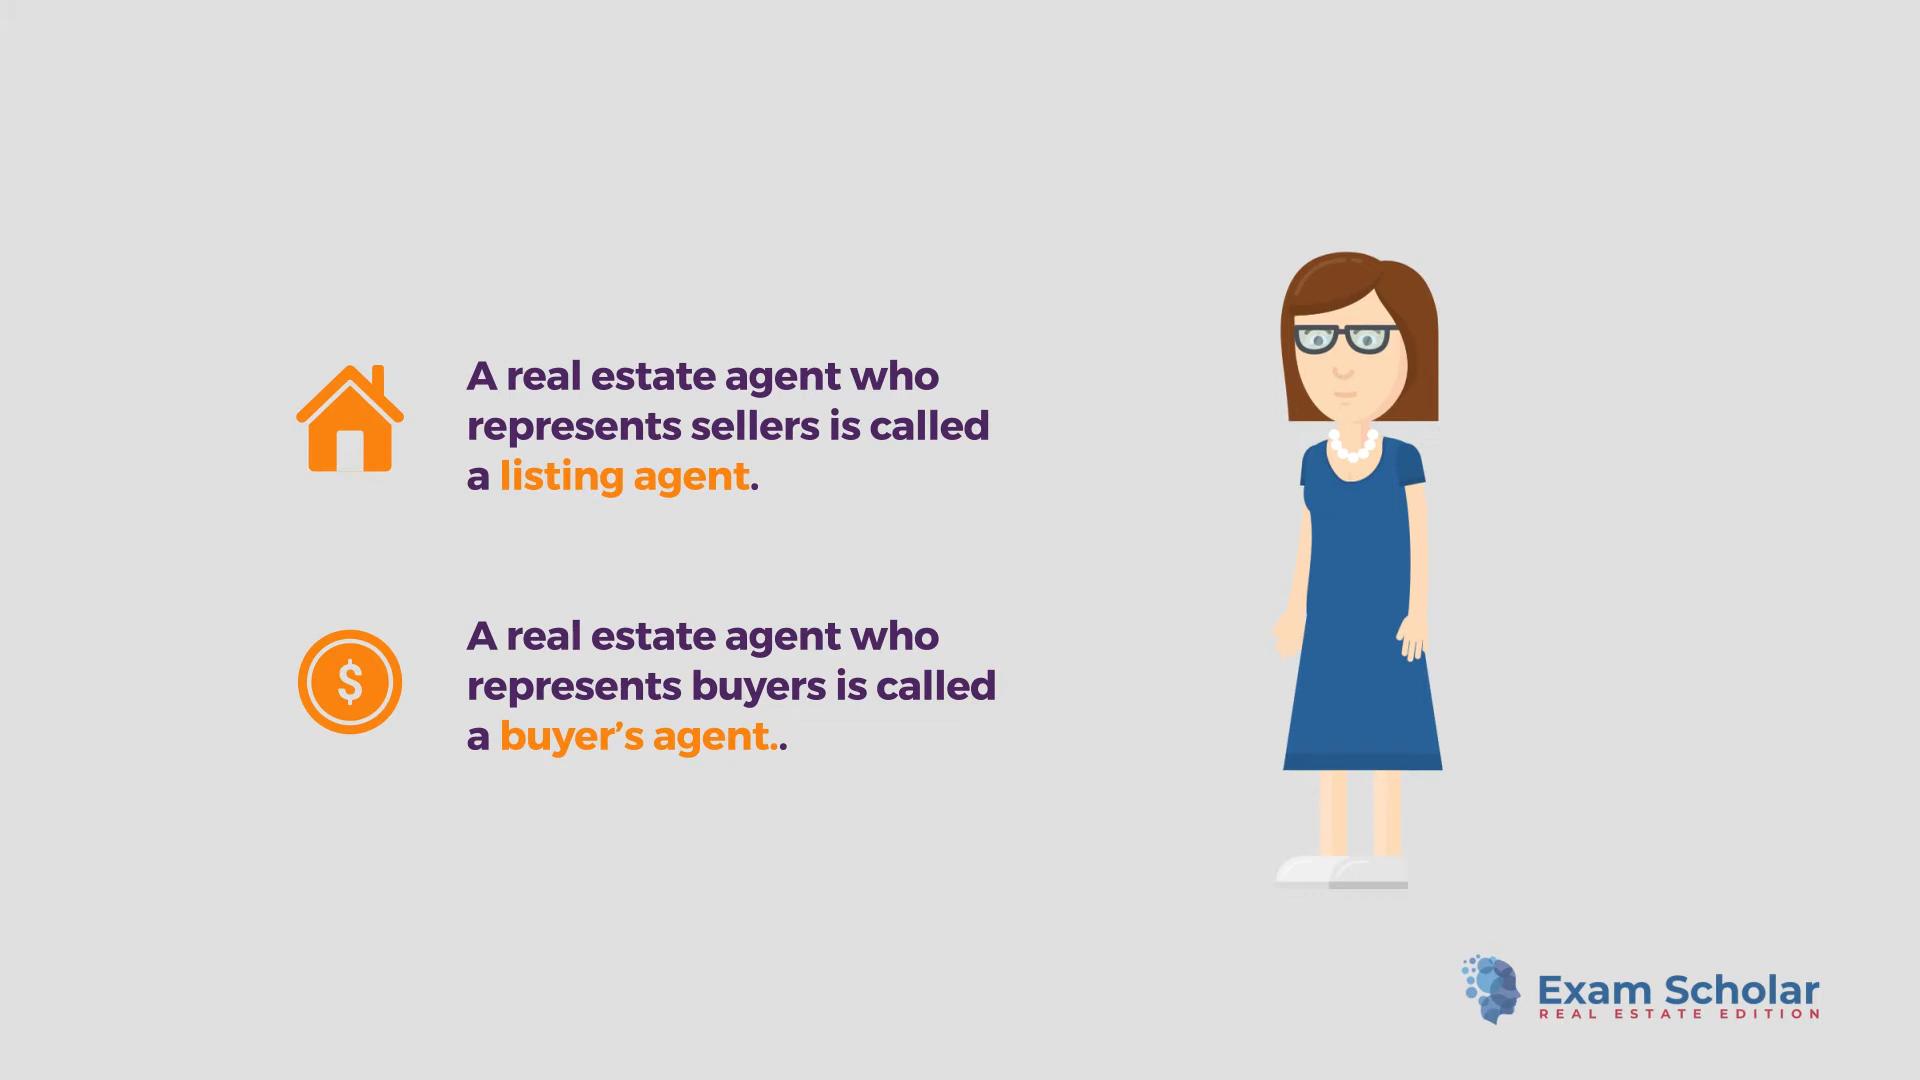 A real estate agent who
represents sellers is called
a listing agent.
$
A real estate agent who
represents buyers is called
a buyer’s agent..
Exam Scholar
REAL ESTATE EDITION